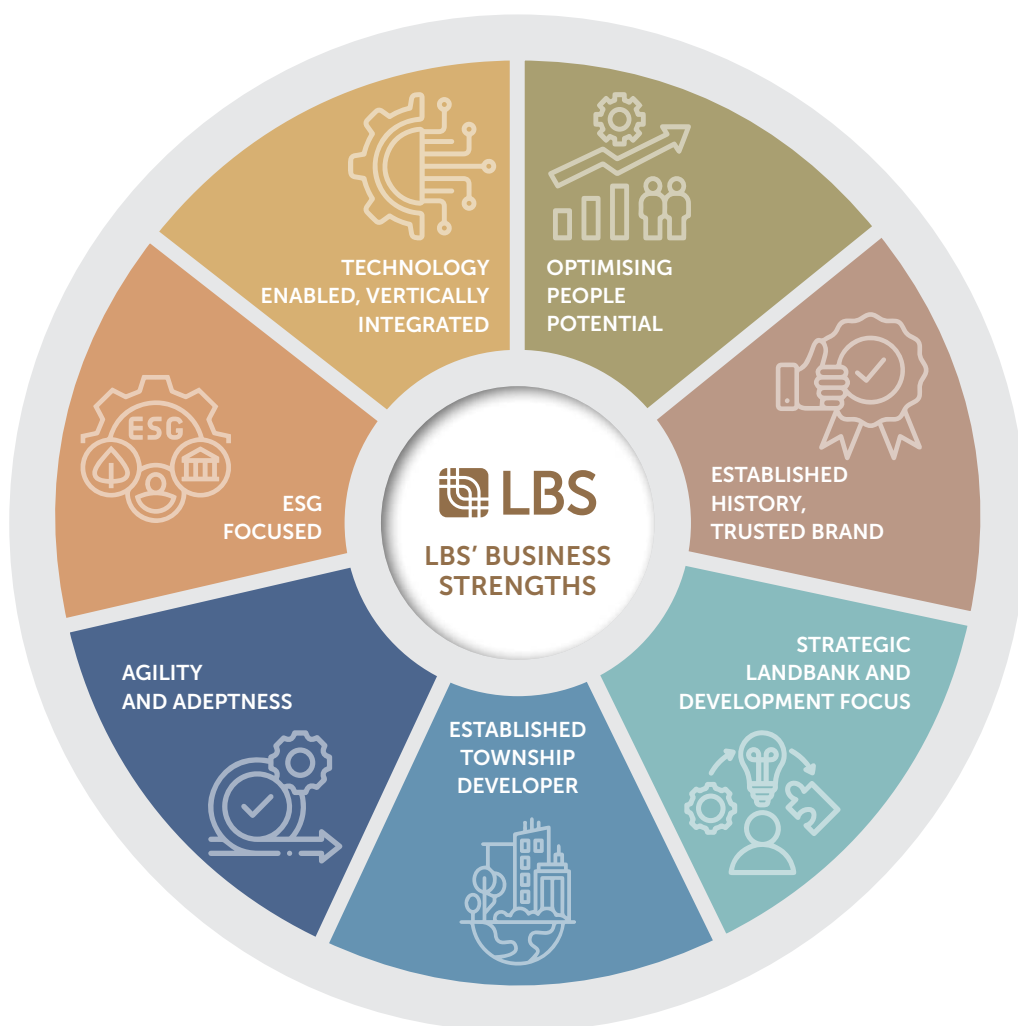 TECHNOLOGY
ENABLED, VERTICALLY
INTEGRATED
OPTIMISING
PEOPLE
POTENTIAL
ESTABLISHED
HISTORY,
TRUSTED BRAND
STRATEGIC
LANDBANK AND
DEVELOPMENT FOCUS
ESTABLISHED
TOWNSHIP
DEVELOPER
AGILITY
AND ADEPTNESS
ESG
ESG
FOCUSED
LBS
LBS’ BUSINESS
STRENGTHS